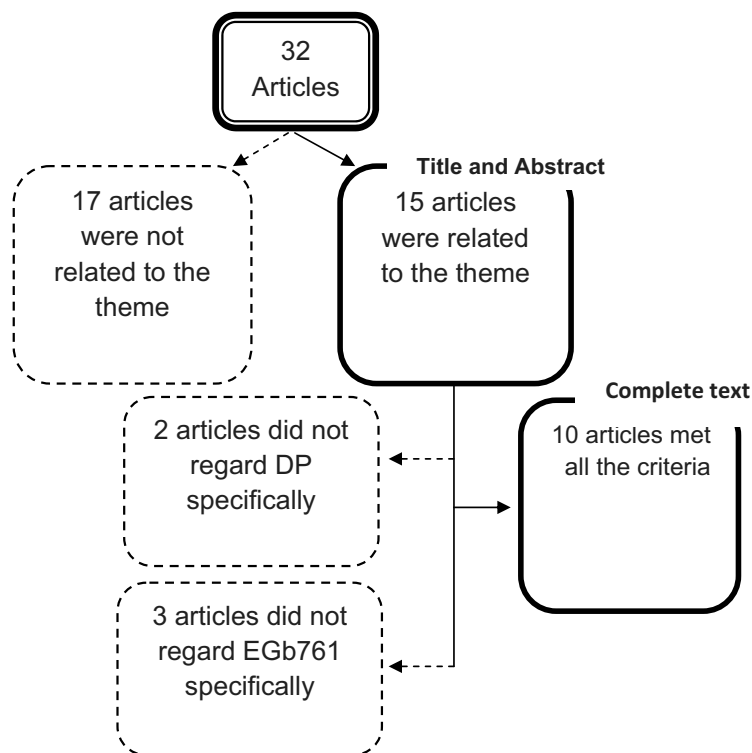 32
Articles
Title and Abstract
17 articles
were not
related to the
theme
15 articles
were related
to the theme
Complete text
2 articles did not
regard DP
specifically
10 articles met
all the criteria
3 articles did not
regard EGb761
specifically